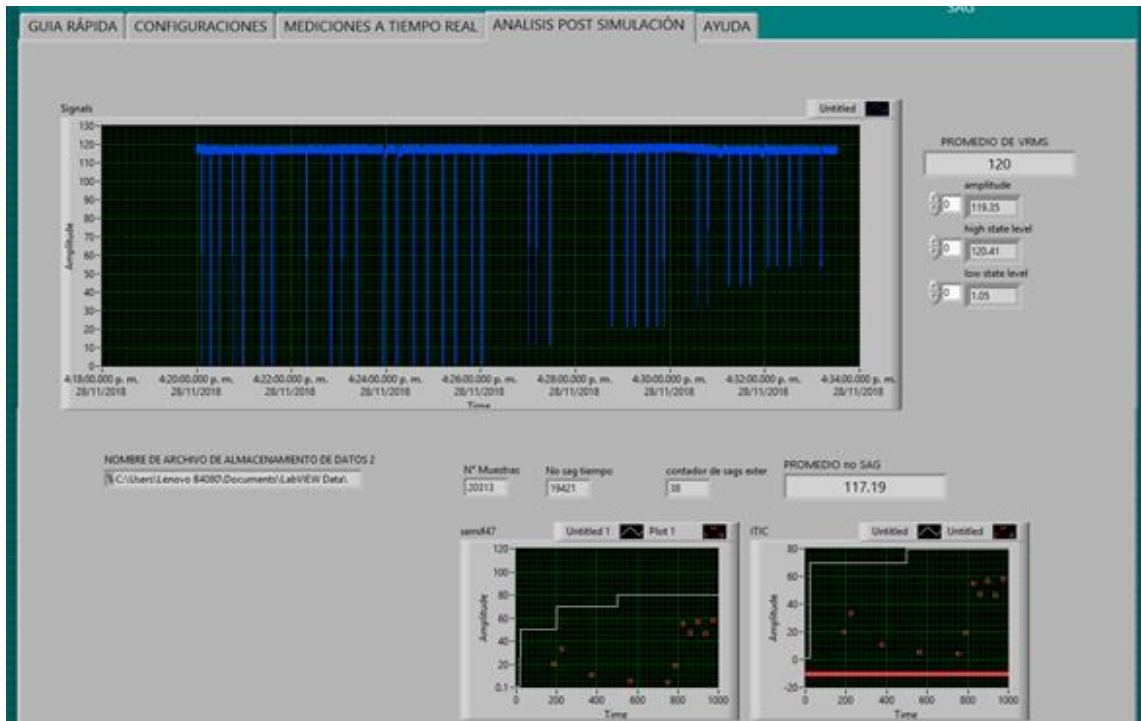 SAG
GUIA RÁPIDA CONFIGURACIONES MEDICIONES A TIEMPO REAL ANALISIS POST SIMULACIÓN AYUDA
Signals
Untitled
130
120
110
100
90
80
70
60
50
40
30
20
10
0
Amplitude
4:18:00.000 p. m. 4:20:00.000 p. m. 4:22:00.000 p. m. 4:24:00.000 p. m. 4:26:00.000 p. m. 4:28:00.000 p. m. 4:30:00.000 p. m. 4:32:00.000 p. m. 4:34:00.000 p. m.
28/11/2018 28/11/2018 28/11/2018 28/11/2018 28/11/2018 28/11/2018 28/11/2018 28/11/2018 28/11/2018
Time
PROMEDIO DE VRMS
120
amplitude
0 119.35
high state level
0 120.41
low state level
0 1.05
NOMBRE DE ARCHIVO DE ALMACENAMIENTO DE DATOS 2
C:\Users\Lenovo B4080\Documents\LabVIEW Data\
N° Muestras
20313
No sag tiempo
19421
contador de sags exter
38
PROMEDIO no SAG
117.19
semif47
Untitled 1 Plot 1
120
100
80
60
40
20
0.1
Amplitude
0 200 400 600 800 1000
Time
ITIC
Untitled Untitled
80
60
40
20
0
-20
Amplitude
0 200 400 600 800 1000
Time